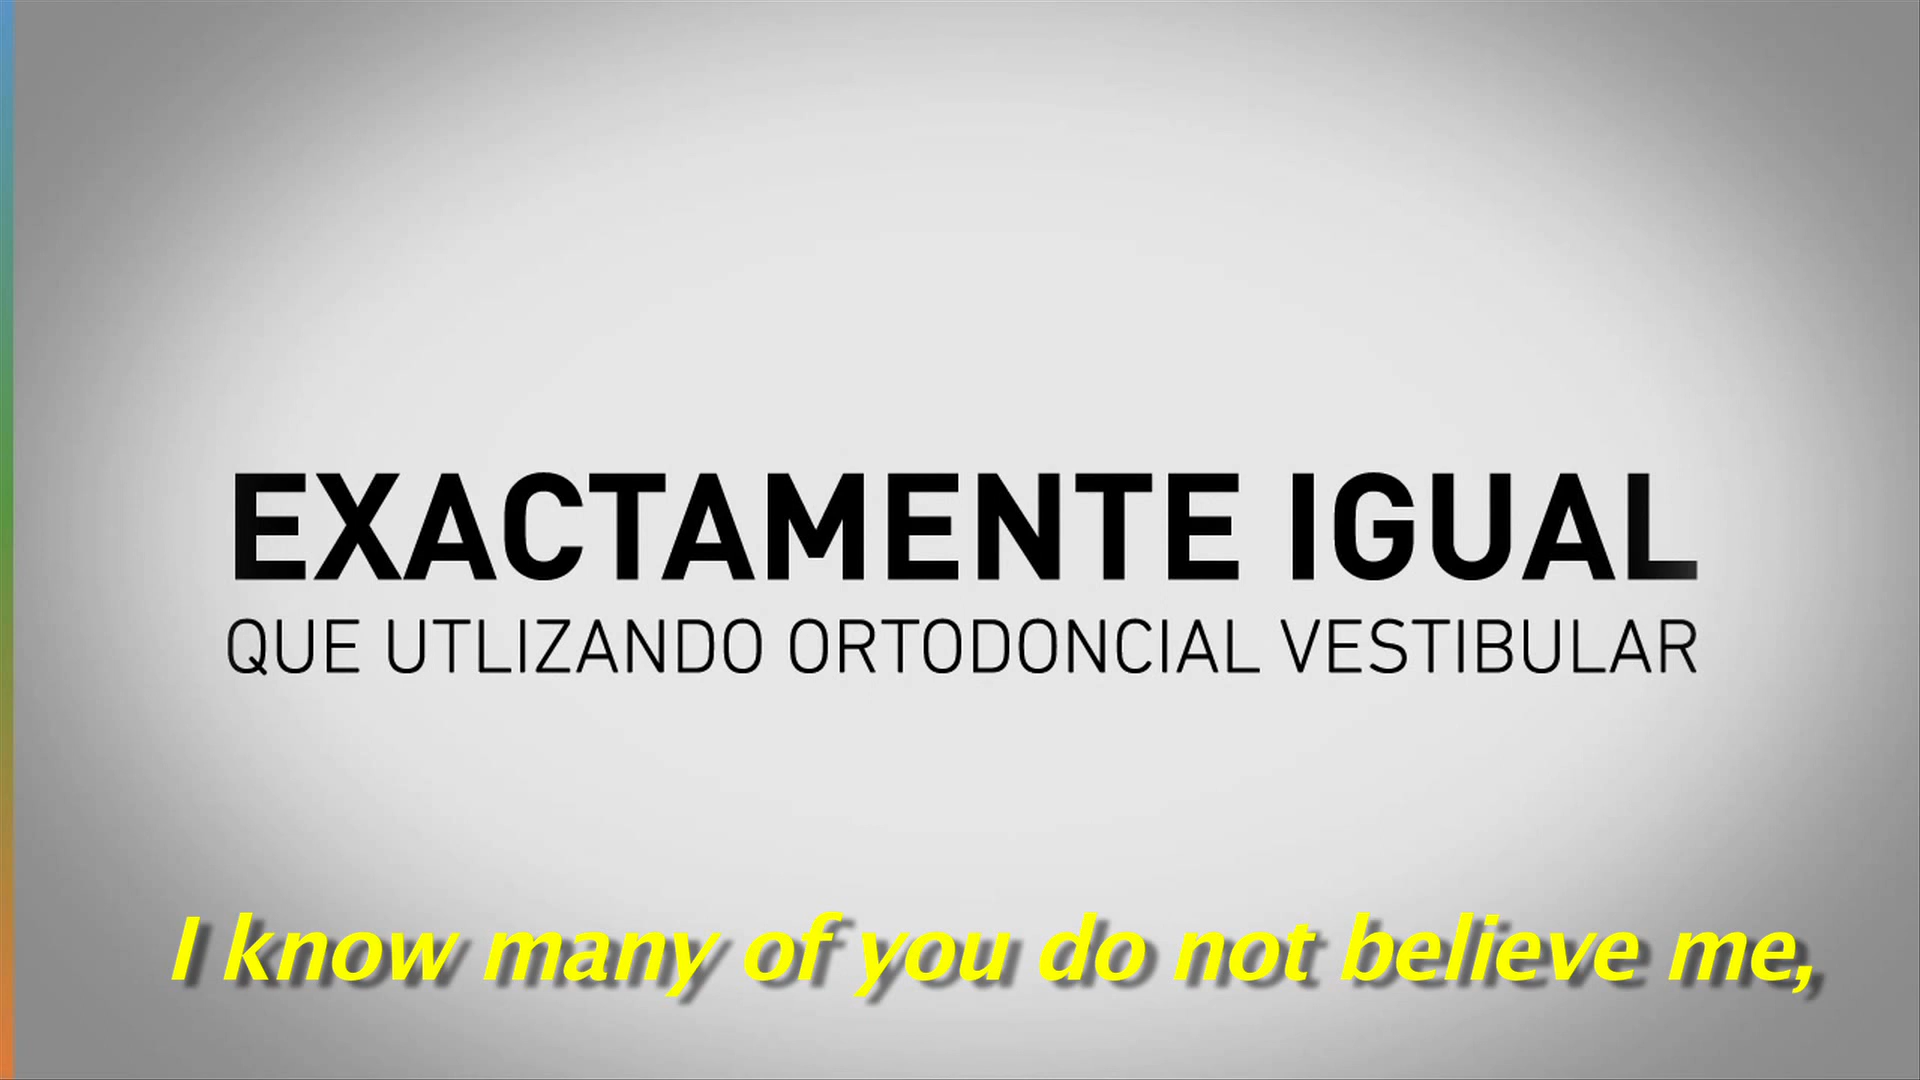 EXACTAMENTE IGUAL
QUE UTLIZANDO ORTODONCIAL VESTIBULAR
I know many of you do not believe me,